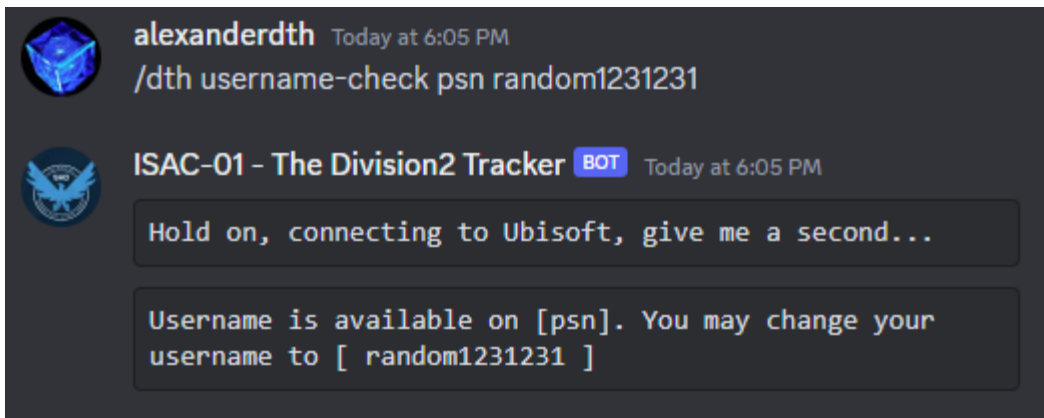 alexanderdth Today at 6:05 PM
/dth username-check psn random1231231
ISAC-01 - The Division2 Tracker BOT Today at 6:05 PM
Hold on, connecting to Ubisoft, give me a second...
Username is available on [psn]. You may change your
username to [ random1231231 ]